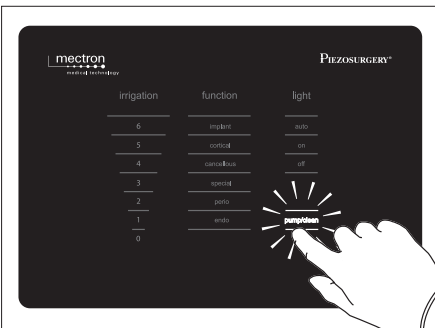 mectron
medical technology
PIEZOSURGERY®
irrigation function light
6 implant auto
5 cortical on
4 cancellous off
3 special
2 perio
1 endo pump/clean
0